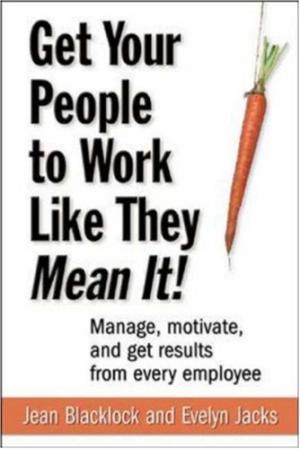 Get Your
People
to Work
Like They
Mean It!
Manage, motivate,
and get results
from every employee
Jean Blacklock and Evelyn Jacks